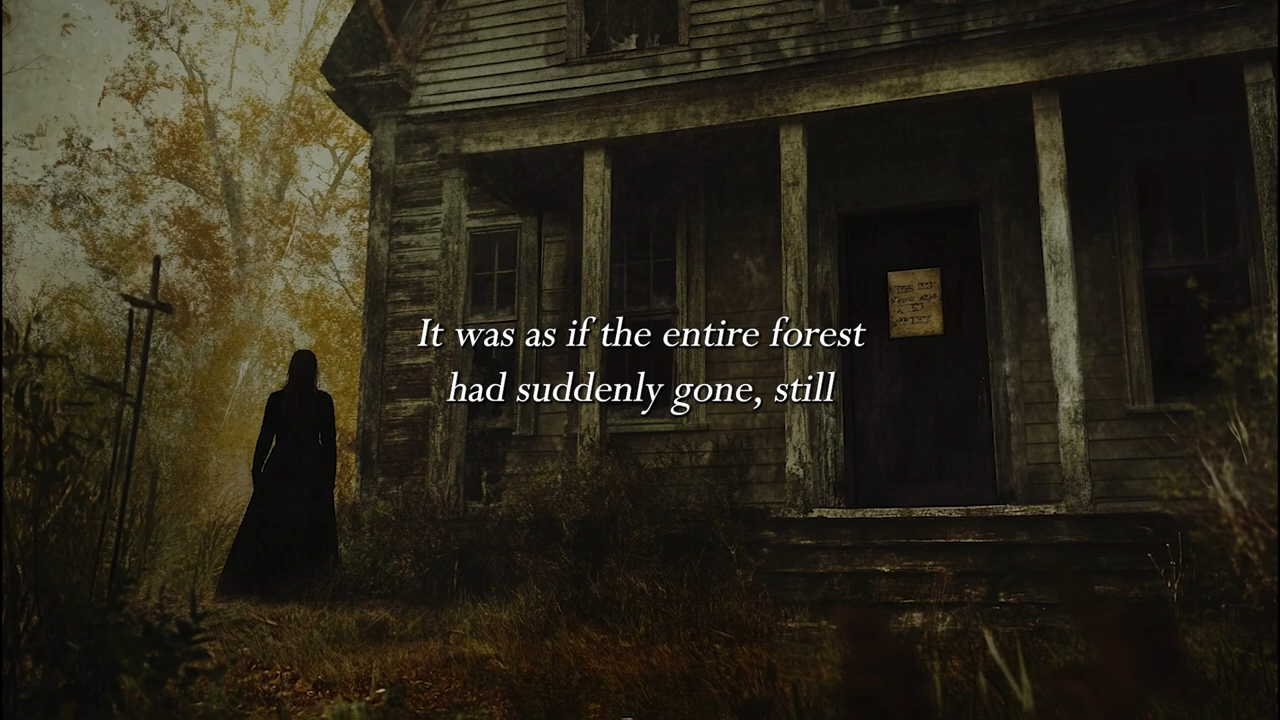 It was as if the entire forest
had suddenly gone, still